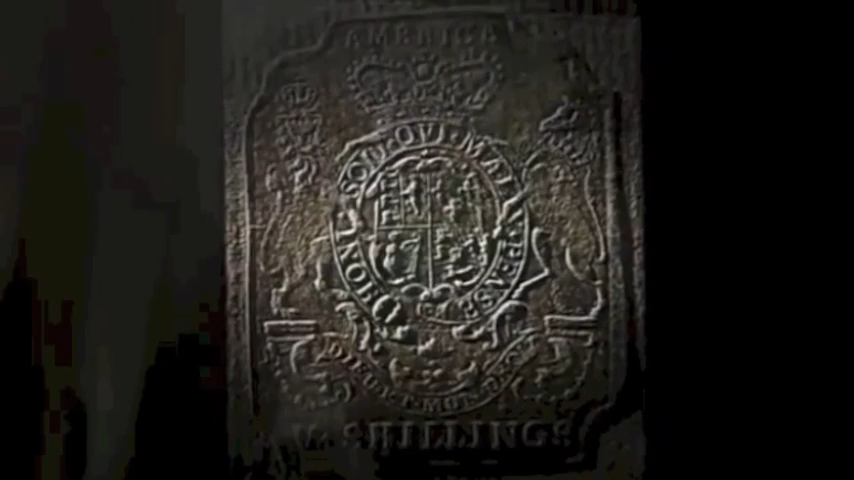 AMERICA
HONI·SOIT·QVI·MAL·Y·PENSE
DIEU·ET·MON·DROIT
SHILLINGS